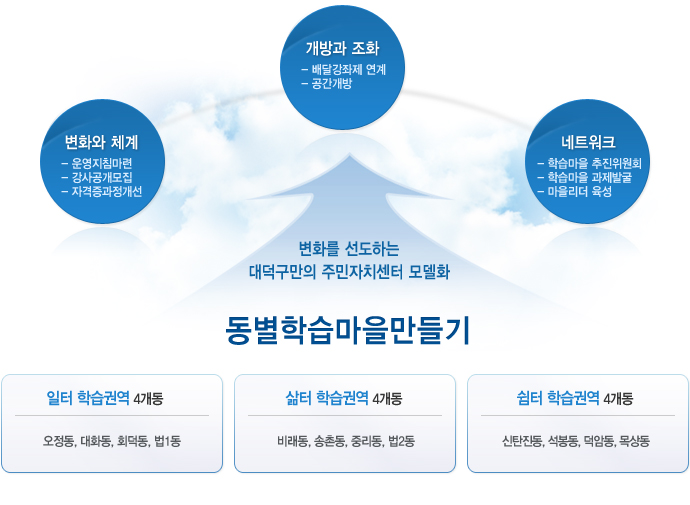 개방과 조화
– 배달강좌제 연계
– 공간개방
변화와 체계
– 운영지침마련
– 강사공개모집
– 자격증과정개선
네트워크
– 학습마을 추진위원회
– 학습마을 과제발굴
– 마을리더 육성
변화를 선도하는
대덕구만의 주민자치센터 모델화
동별학습마을만들기
일터 학습권역 4개동
오정동, 대화동, 회덕동, 법1동
삶터 학습권역 4개동
비래동, 송촌동, 중리동, 법2동
쉼터 학습권역 4개동
신탄진동, 석봉동, 덕암동, 목상동